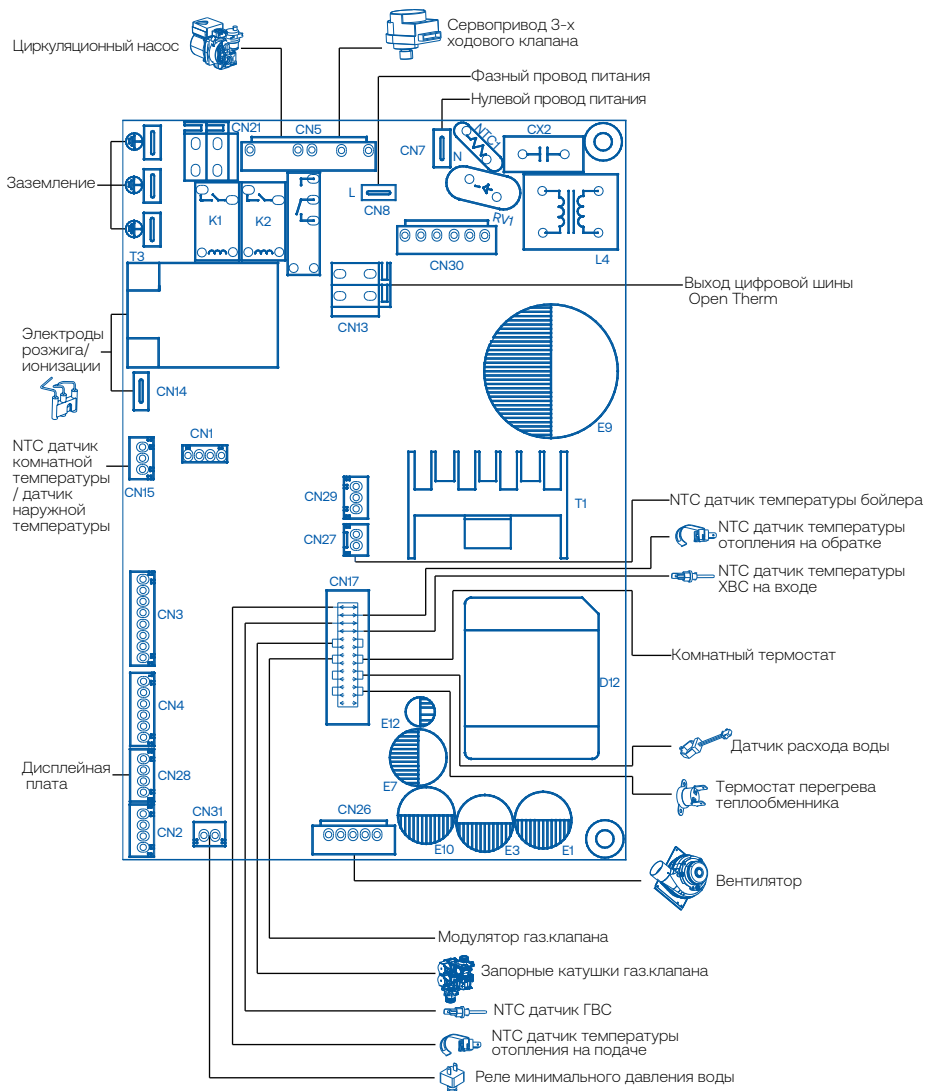 Циркуляционный насос
Сервопривод 3-х
ходового клапана
Фазный провод питания
Нулевой провод питания
CN21
CN5
CN7
N
NTC1
CX2
Заземление
L
CN8
RV1
K1
K2
CN30
L4
T3
Выход цифровой шины
Open Therm
CN13
Электроды
розжига/
ионизации
CN14
E9
CN1
NTC датчик
комнатной
температуры
/ датчик
наружной
температуры
CN15
CN29
T1
NTC датчик температуры бойлера
CN27
NTC датчик температуры
отопления на обратке
CN17
NTC датчик температуры
ХВС на входе
CN3
Комнатный термостат
D12
CN4
E12
Датчик расхода воды
Дисплейная
плата
CN28
E7
Термостат перегрева
теплообменника
CN31
CN26
CN2
E10
E3
E1
Вентилятор
Модулятор газ.клапана
Запорные катушки газ.клапана
NTC датчик ГВС
NTC датчик температуры
отопления на подаче
Реле минимального давления воды